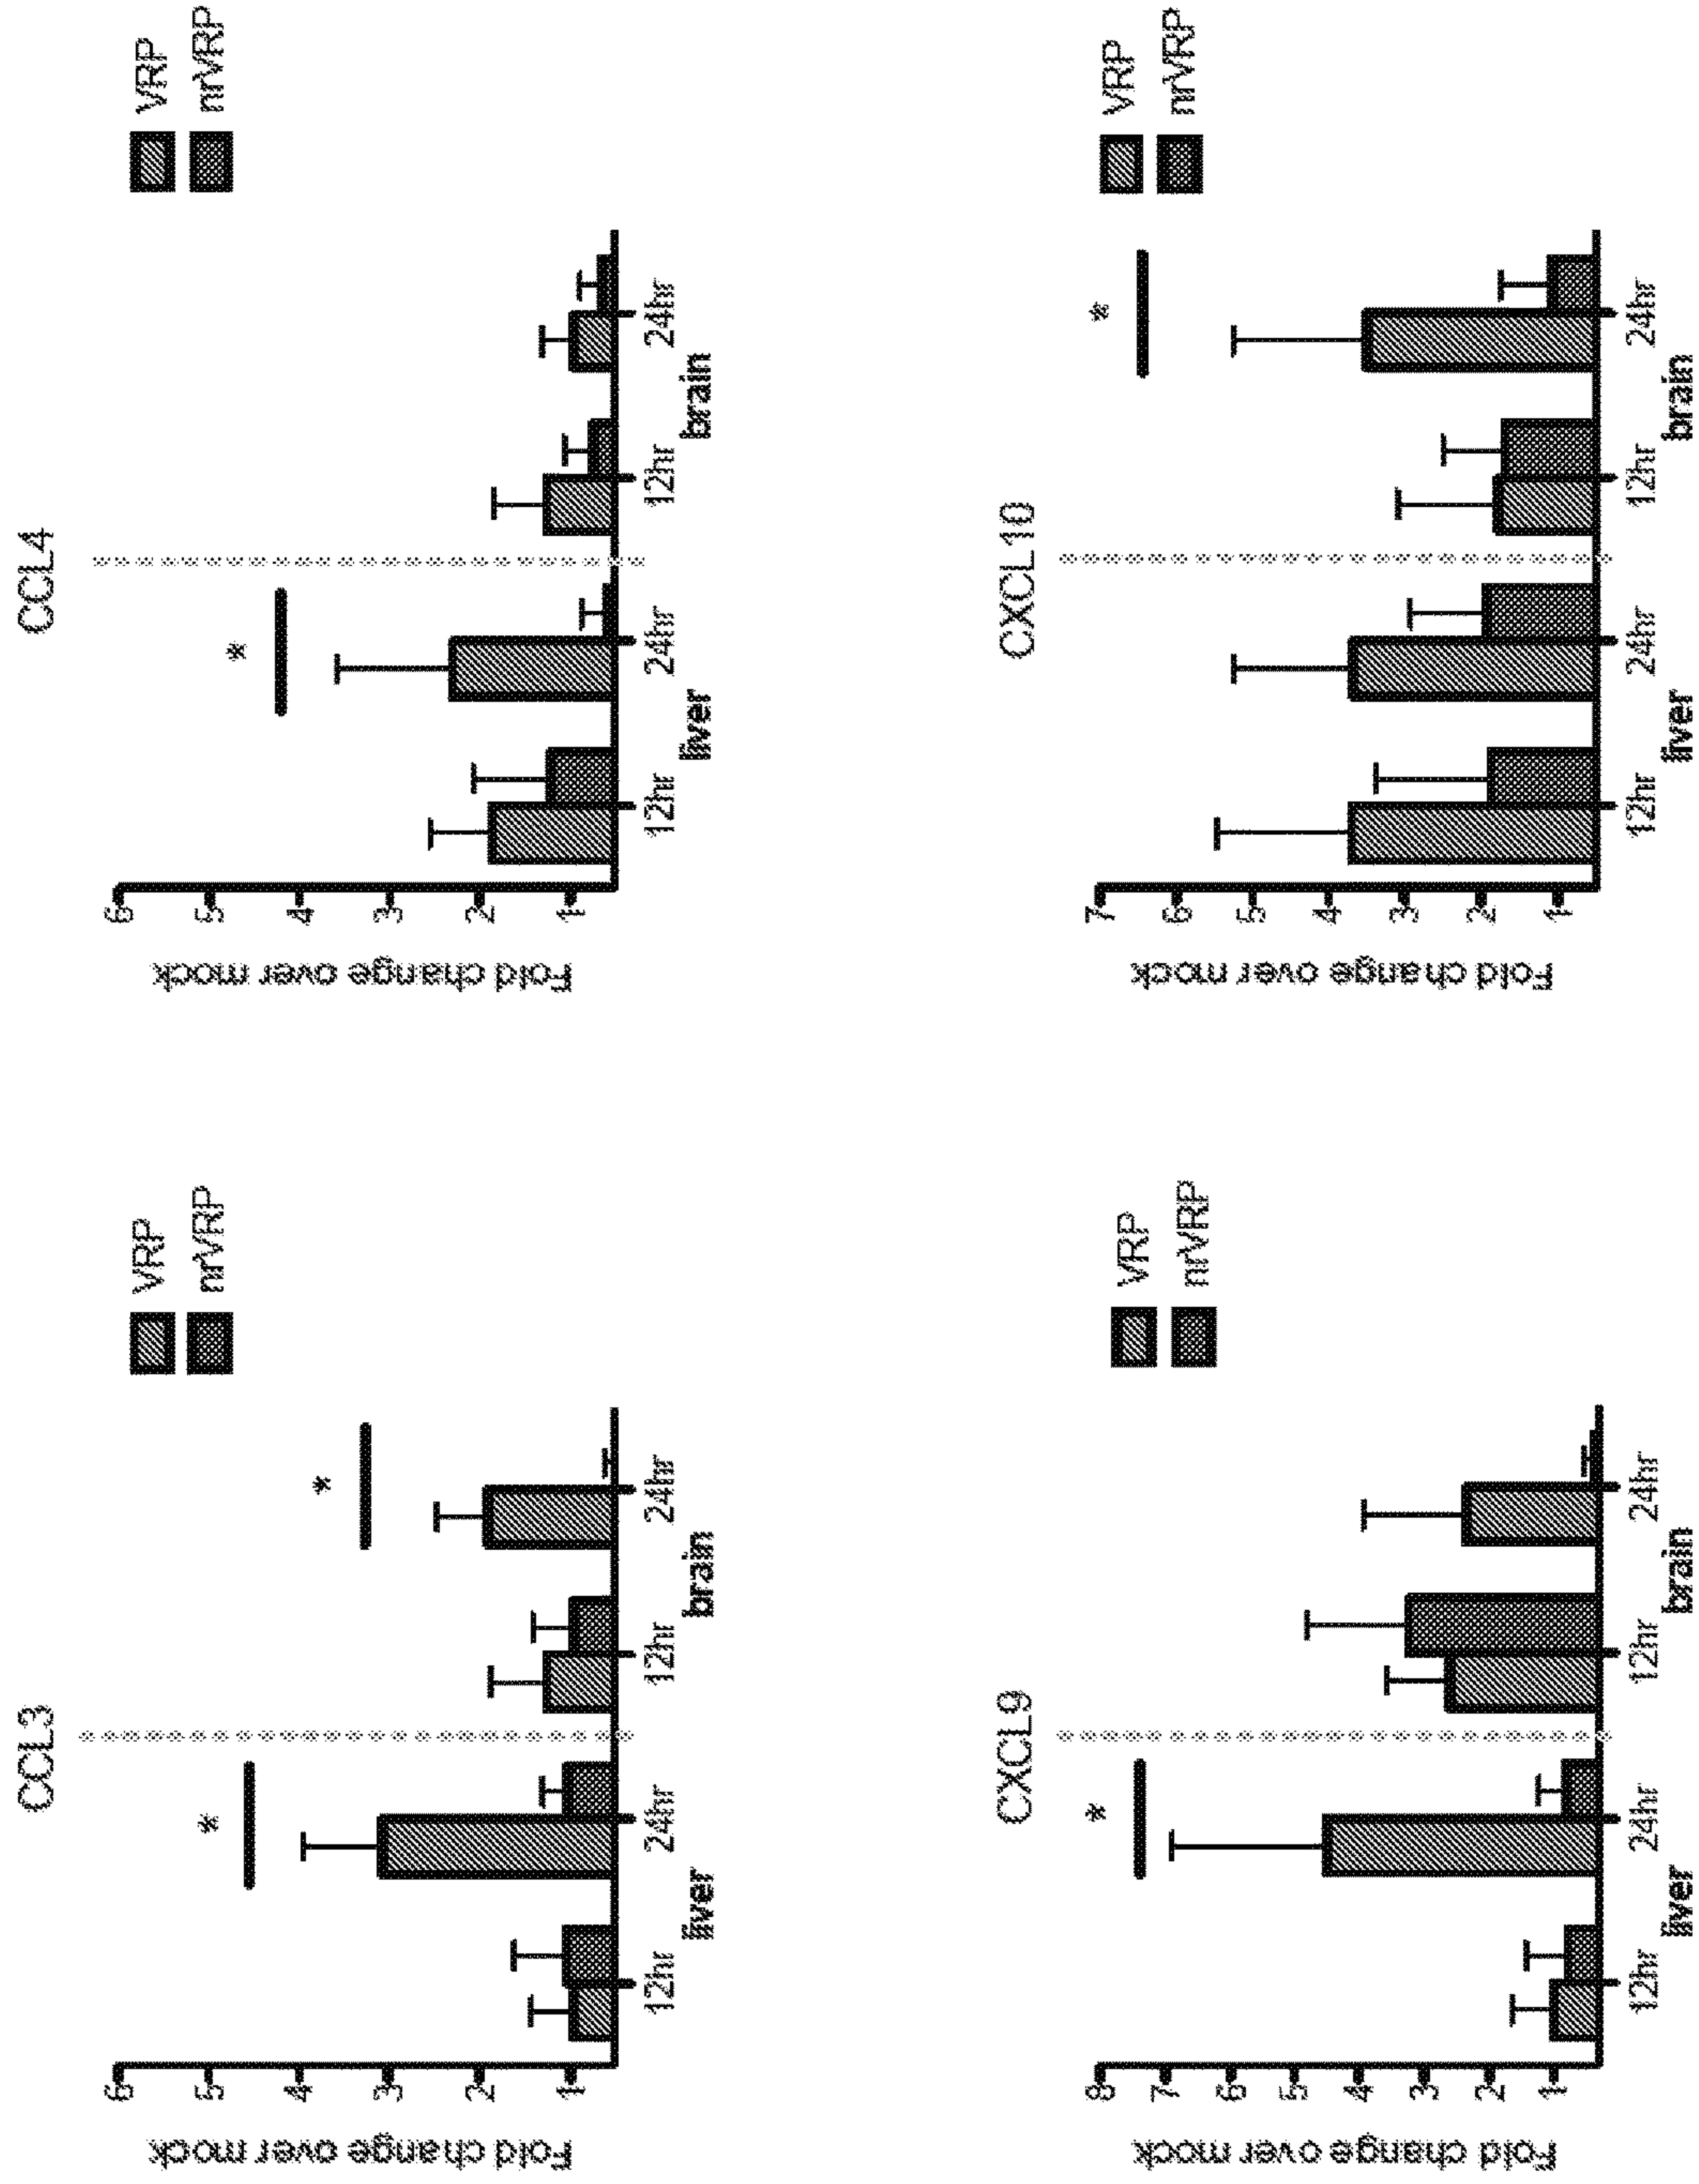 CCL3
VRP
nrVRP
Fold change over mock
6
5
4
3
2
1
*
*
12hr
24hr
12hr
24hr
liver
brain
CCL4
VRP
nrVRP
Fold change over mock
6
5
4
3
2
1
*
12hr
24hr
12hr
24hr
liver
brain
CXCL9
VRP
nrVRP
Fold change over mock
8
7
6
5
4
3
2
1
*
12hr
24hr
12hr
24hr
liver
brain
CXCL10
VRP
nrVRP
Fold change over mock
7
6
5
4
3
2
1
*
12hr
24hr
12hr
24hr
liver
brain